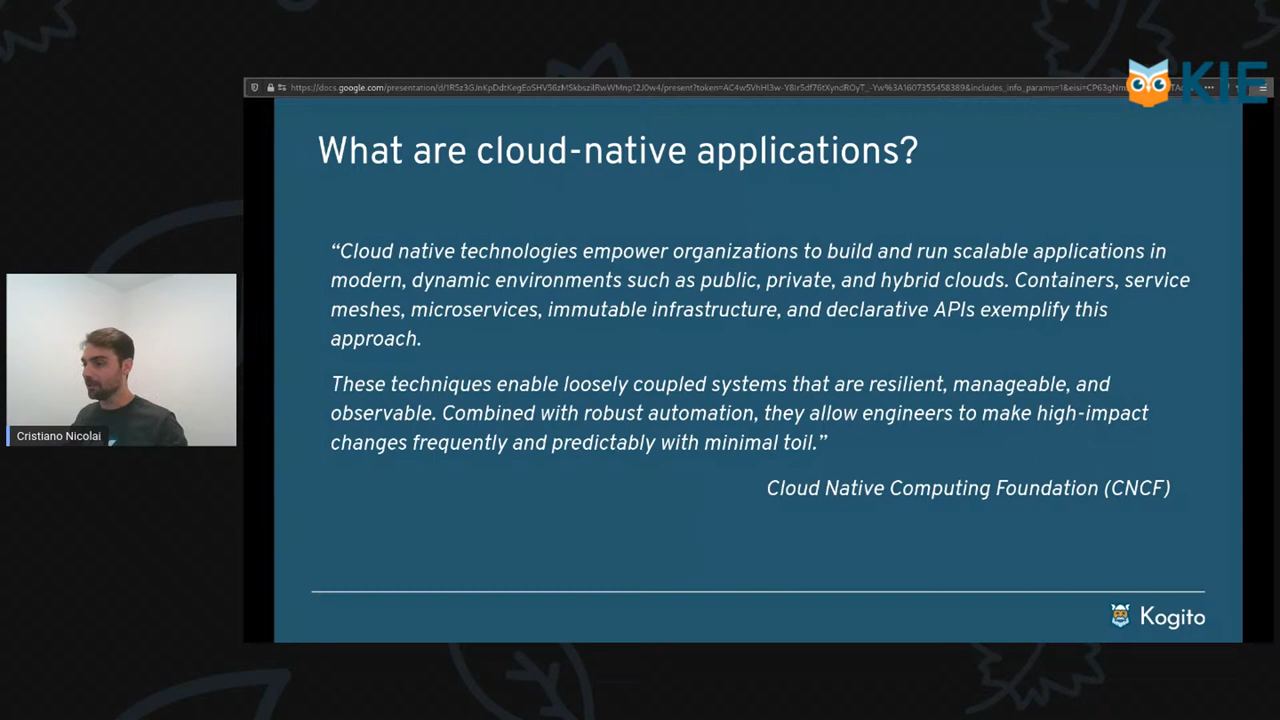 KIE
What are cloud-native applications?
“Cloud native technologies empower organizations to build and run scalable applications in
modern, dynamic environments such as public, private, and hybrid clouds. Containers, service
meshes, microservices, immutable infrastructure, and declarative APIs exemplify this
approach.
These techniques enable loosely coupled systems that are resilient, manageable, and
observable. Combined with robust automation, they allow engineers to make high-impact
changes frequently and predictably with minimal toil.”
Cloud Native Computing Foundation (CNCF)
Cristiano Nicolai
Kogito